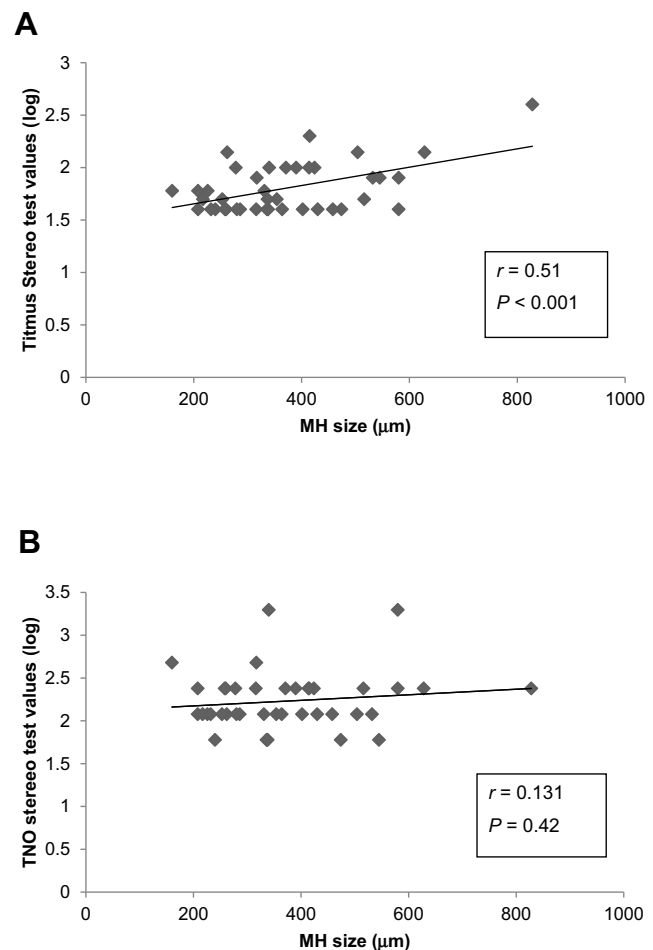 A
3
2.5
2
1.5
1
0.5
0
Titmus Stereo test values (log)
r = 0.51
P < 0.001
0 200 400 600 800 1000
MH size (μm)
B
3.5
3
2.5
2
1.5
1
0.5
0
TNO stereeo test values (log)
r = 0.131
P = 0.42
0 200 400 600 800 1000
MH size (μm)